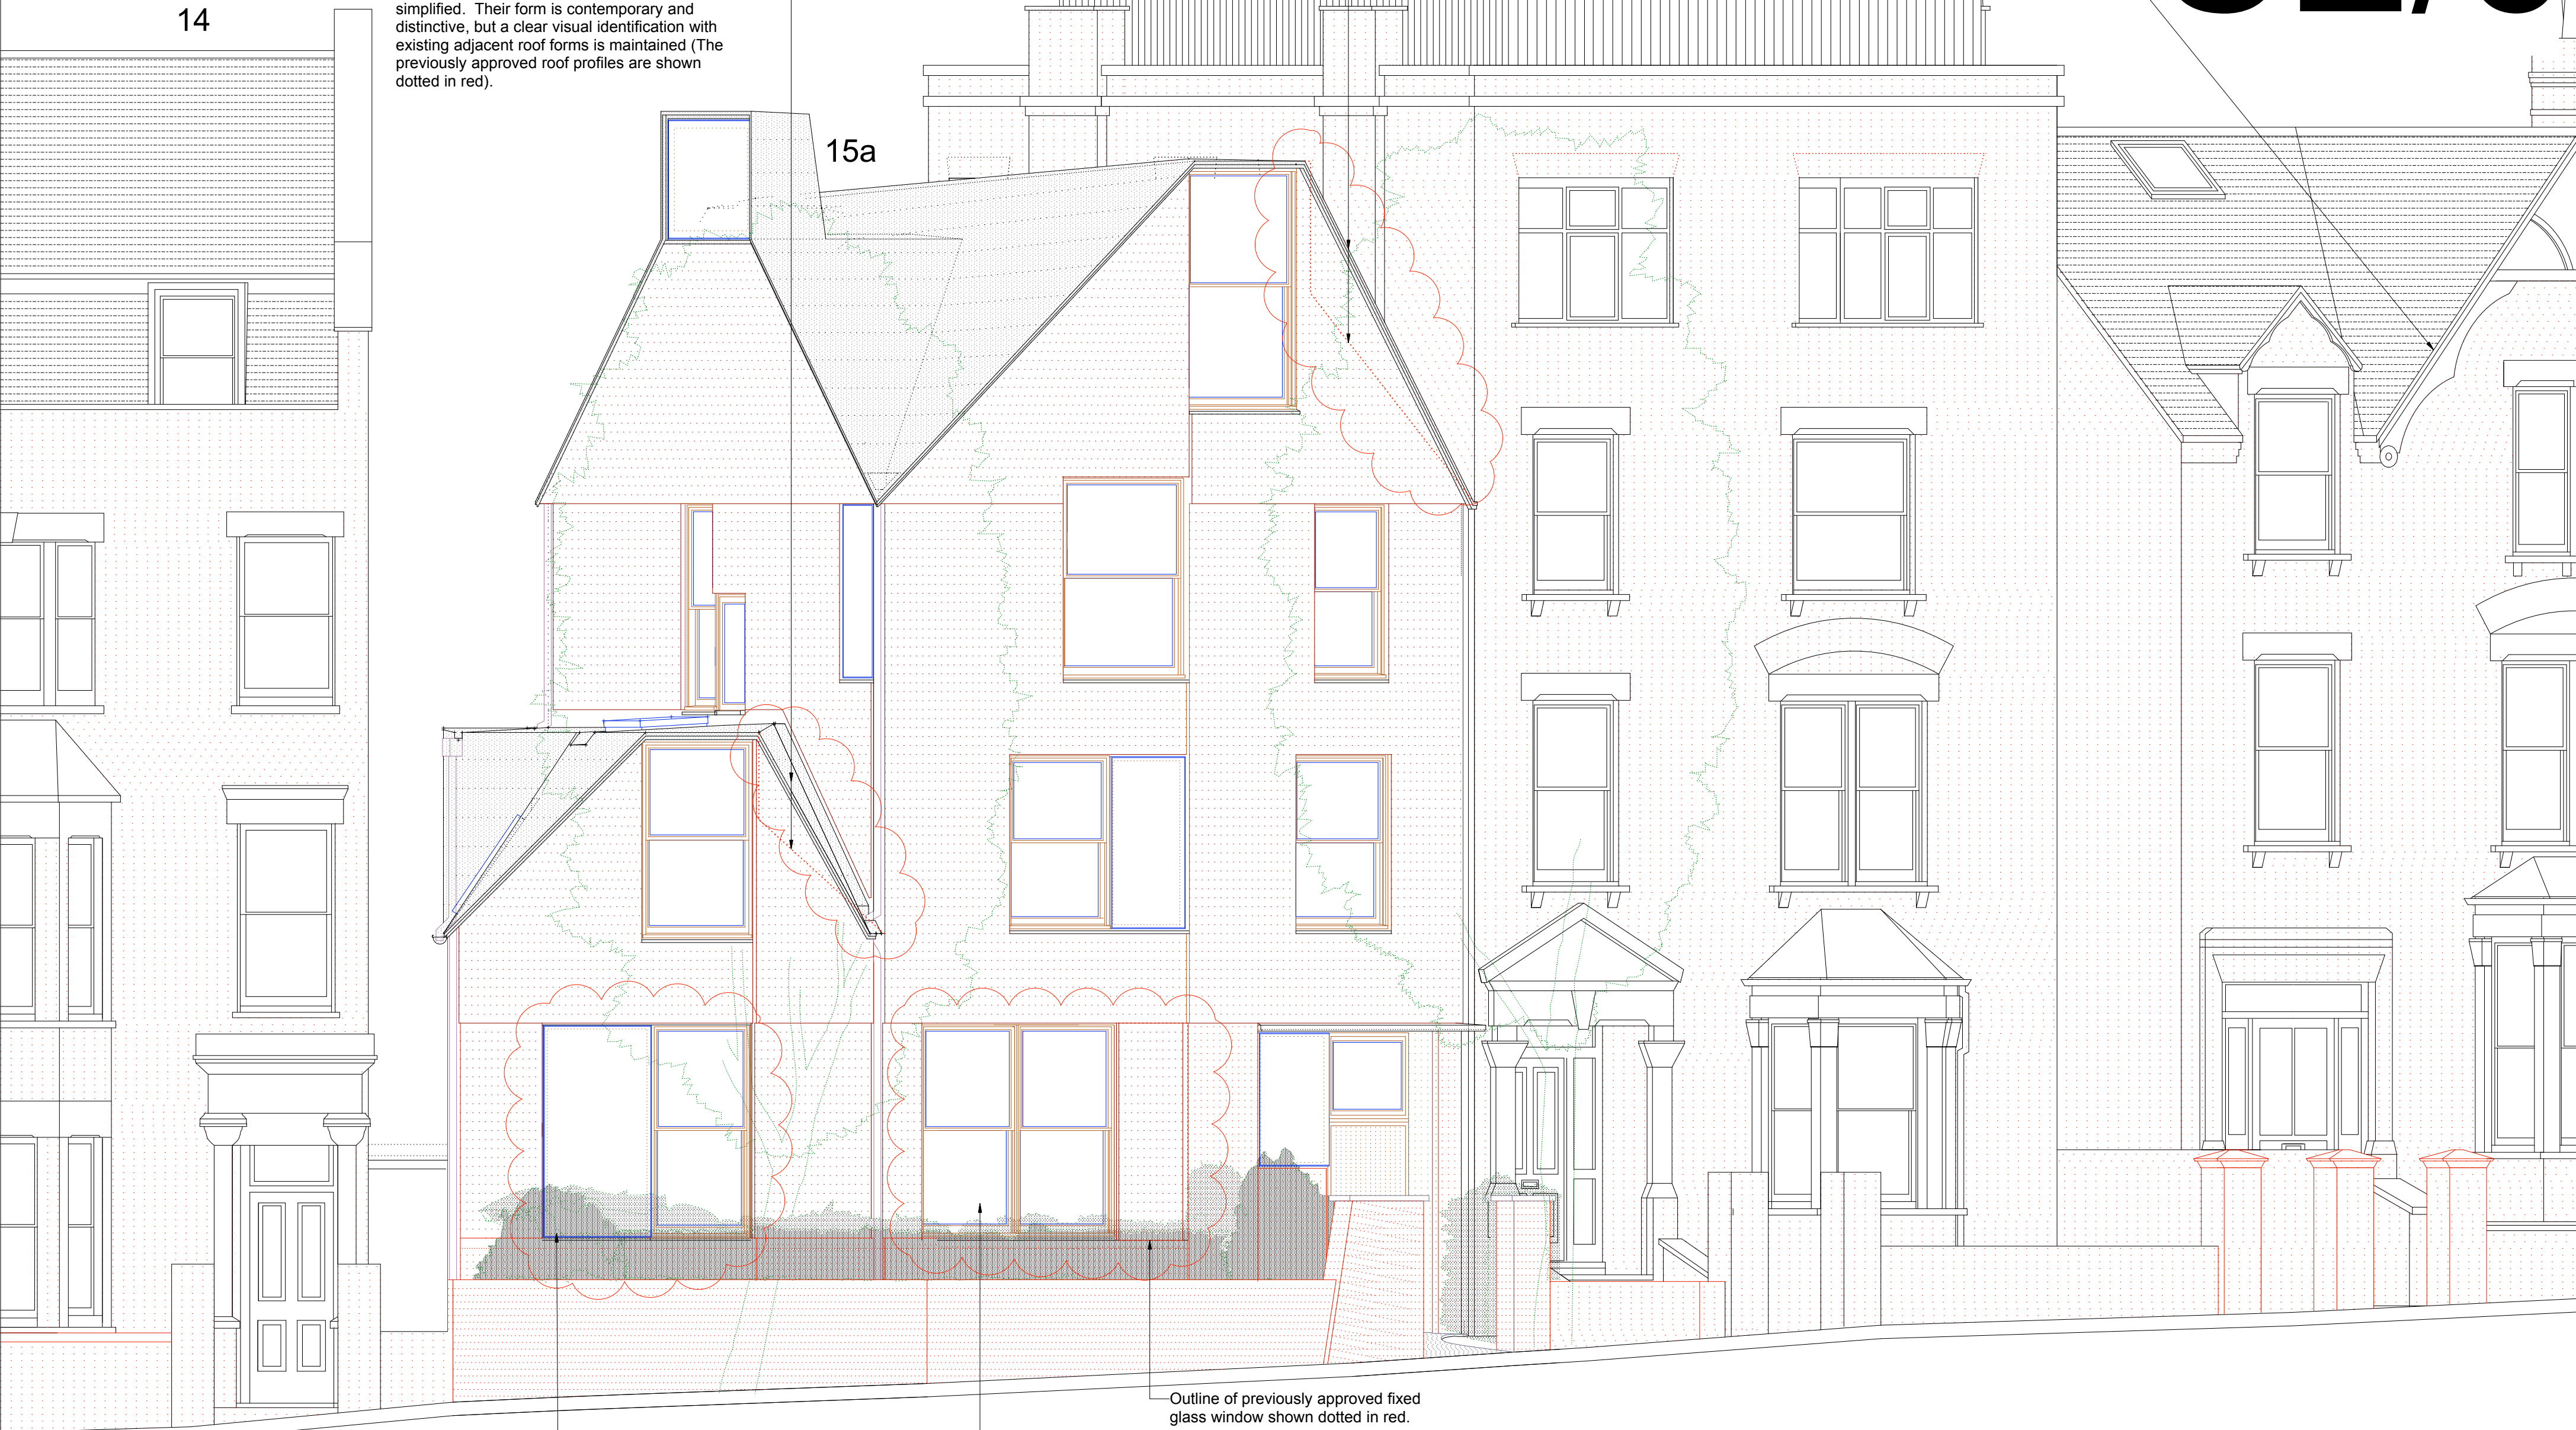 14
simplified.  Their form is contemporary and
distinctive, but a clear visual identification with
existing adjacent roof forms is maintained (The
previously approved roof profiles are shown
dotted in red).
15a
Outline of previously approved fixed
glass window shown dotted in red.